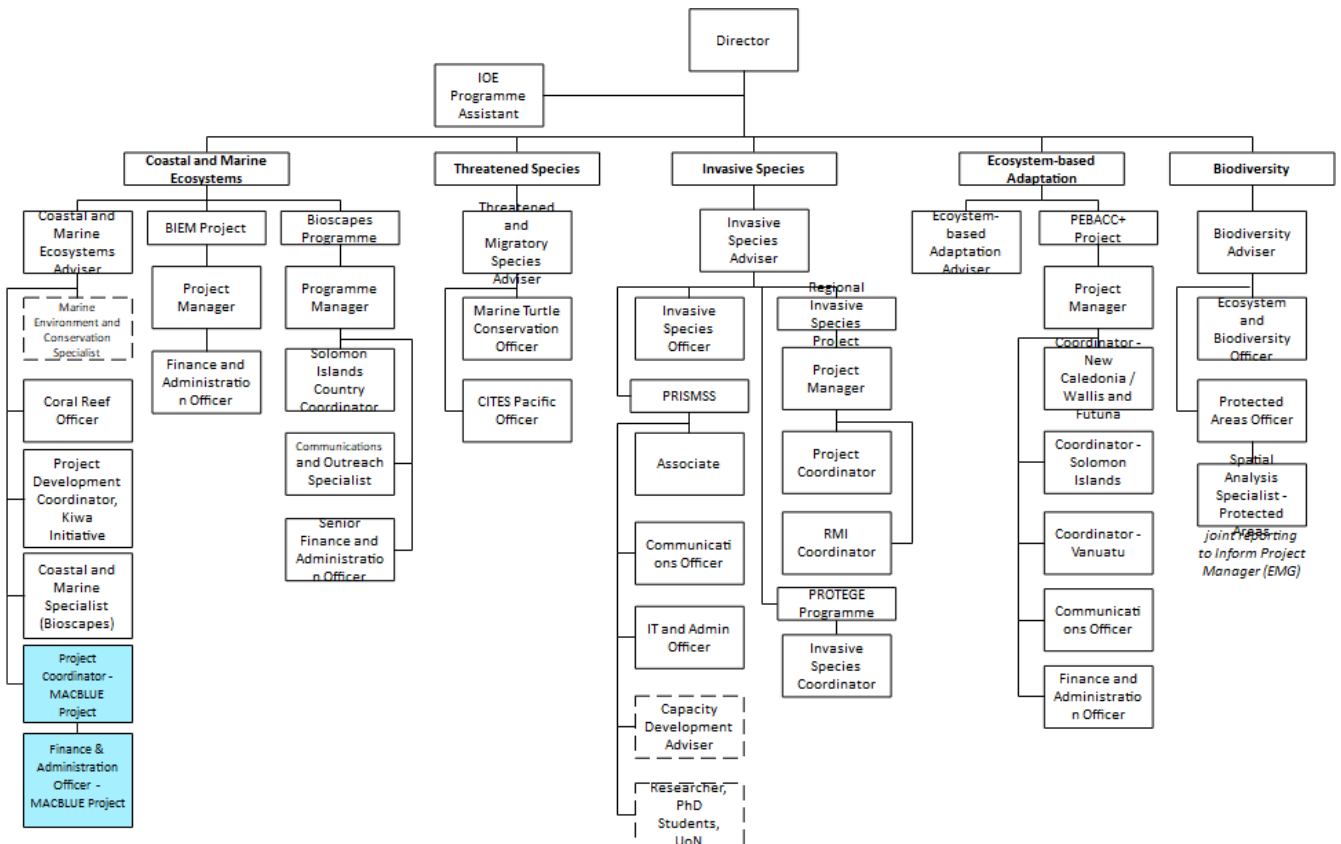 Director
IOE
Programme
Assistant
Coastal and Marine
Ecosystems
Threatened Species
Invasive Species
Ecosystem-based
Adaptation
Biodiversity
Coastal and
Marine
Ecosystems
Adviser
BIEM Project
Bioscapes
Programme
Threatened
and
Migratory
Species
Adviser
Invasive
Species
Adviser
Ecoystem-
based
Adaptation
Adviser
PEBACC+
Project
Biodiversity
Adviser
Marine
Environment and
Conservation
Specialist
Project
Manager
Programme
Manager
Marine Turtle
Conservation
Officer
Invasive
Species
Officer
Regional
Invasive
Species
Project
Project
Manager
Ecosystem
and
Biodiversity
Officer
Finance and
Administratio
n Officer
Solomon
Islands
Country
Coordinator
CITES Pacific
Officer
PRISMSS
Project
Manager
Coordinator -
New
Caledonia /
Wallis and
Futuna
Protected
Areas Officer
Coral Reef
Officer
Communications
and Outreach
Specialist
Associate
Project
Coordinator
Coordinator -
Solomon
Islands
Spatial
Analysis
Specialist -
Protected
Areas
joint reporting
to Inform Project
Manager (EMG)
Project
Development
Coordinator,
Kiwa
Initiative
Senior
Finance and
Administratio
n Officer
Communicati
ons Officer
RMI
Coordinator
Coordinator -
Vanuatu
Coastal and
Marine
Specialist
(Bioscapes)
IT and Admin
Officer
PROTEGE
Programme
Communicati
ons Officer
Invasive
Species
Coordinator
Project
Coordinator -
MACBLUE
Project
Capacity
Development
Adviser
Finance and
Administratio
n Officer
Finance &
Administration
Officer -
MACBLUE Project
Researcher,
PhD
Students,
UoN